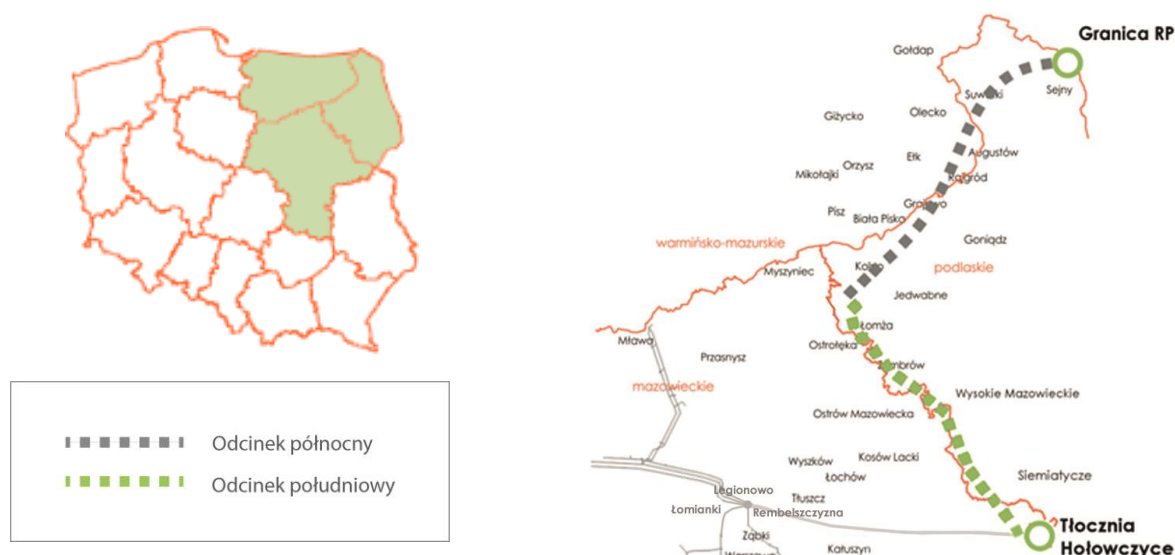 Granica RP
Gołdap
Sejny
Suwałki
Olecko
Giżycko
Augustów
Ełk
Orzysz
Mikołajki
Rajgród
Grajewo
Pisz
Biała Piska
Goniądz
warmińsko-mazurskie
Kolno
podlaskie
Myszyniec
Jedwabne
Łomża
Mława
Ostrołęka
Przasnysz
Zambrów
mazowieckie
Wysokie Mazowieckie
Ostrów Mazowiecka
Odcinek północny
Odcinek południowy
Kosów Lacki
Wyszków
Łochów
Siemiatycze
Legionowo
Tłuszcz
Łomianki
Rembelszczyzna
Ząbki
Tłocznia
Hołowczyce
Kałuszyn
Warszawa